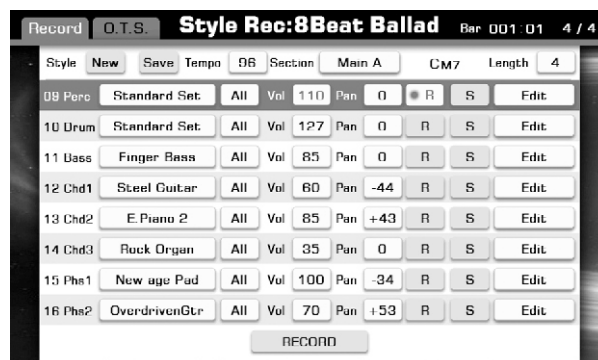 Record O.T.S. Style Rec:8Beat Ballad Bar 001:01 4/4
Style New Save Tempo 96 Section Main A CM7 Length 4
09 Perc Standard Set All Vol 110 Pan 0 R S Edit
10 Drum Standard Set All Vol 127 Pan 0 R S Edit
11 Bass Finger Bass All Vol 85 Pan 0 R S Edit
12 Chd1 Steel Guitar All Vol 60 Pan -44 R S Edit
13 Chd2 E.Piano 2 All Vol 85 Pan +43 R S Edit
14 Chd3 Rock Organ All Vol 35 Pan 0 R S Edit
15 Phs1 New age Pad All Vol 100 Pan -34 R S Edit
16 Phs2 OverdrivenGtr All Vol 70 Pan +53 R S Edit
RECORD